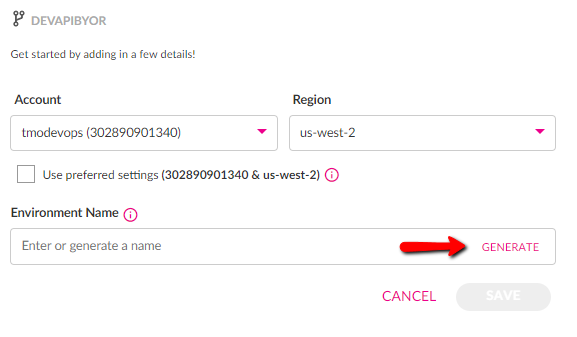 DEVAPIBYOR
Get started by adding in a few details!
Account Region
tmodevops (302890901340) us-west-2
Use preferred settings (302890901340 & us-west-2)
Environment Name
Enter or generate a name GENERATE
CANCEL SAVE